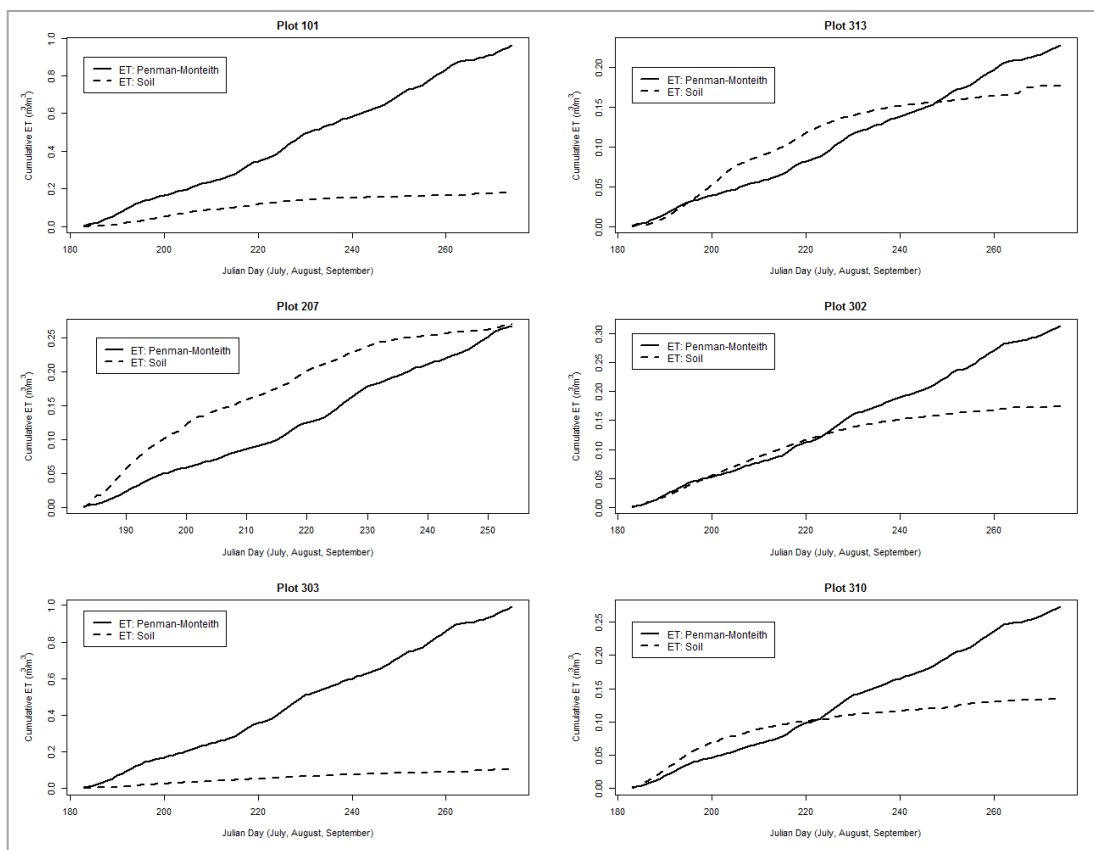 Plot 101
Cumulative ET (m³/m³)
0.0 0.2 0.4 0.6 0.8 1.0
ET: Penman-Monteith
ET: Soil
180 200 220 240 260
Julian Day (July, August, September)
Plot 313
Cumulative ET (m³/m³)
0.00 0.05 0.10 0.15 0.20
ET: Penman-Monteith
ET: Soil
180 200 220 240 260
Julian Day (July, August, September)
Plot 207
Cumulative ET (m³/m³)
0.00 0.05 0.10 0.15 0.20 0.25
ET: Penman-Monteith
ET: Soil
190 200 210 220 230 240 250
Julian Day (July, August, September)
Plot 302
Cumulative ET (m³/m³)
0.00 0.05 0.10 0.15 0.20 0.25 0.30
ET: Penman-Monteith
ET: Soil
180 200 220 240 260
Julian Day (July, August, September)
Plot 303
Cumulative ET (m³/m³)
0.0 0.2 0.4 0.6 0.8 1.0
ET: Penman-Monteith
ET: Soil
180 200 220 240 260
Julian Day (July, August, September)
Plot 310
Cumulative ET (m³/m³)
0.00 0.05 0.10 0.15 0.20 0.25
ET: Penman-Monteith
ET: Soil
180 200 220 240 260
Julian Day (July, August, September)